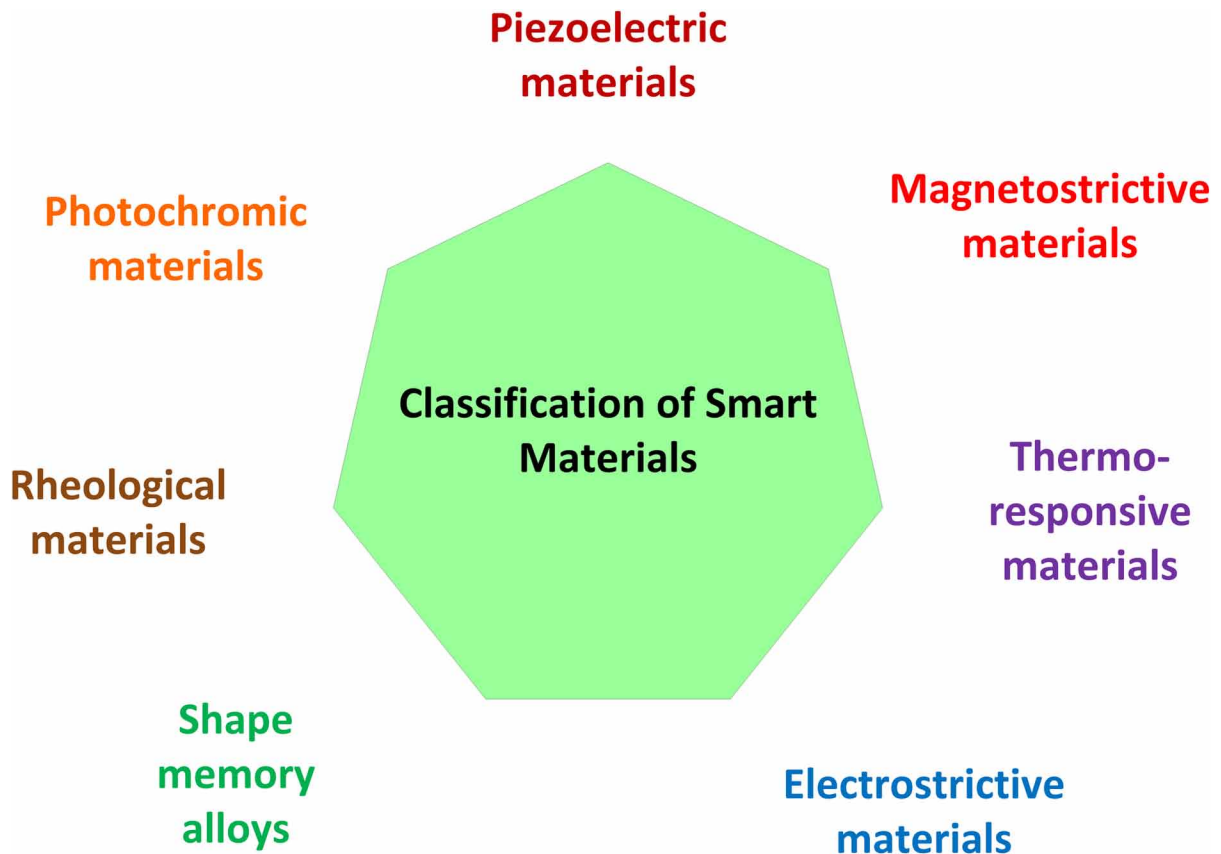 Piezoelectric
materials
Photochromic
materials
Magnetostrictive
materials
Classification of Smart
Materials
Thermo-
responsive
materials
Rheological
materials
Shape
memory
alloys
Electrostrictive
materials